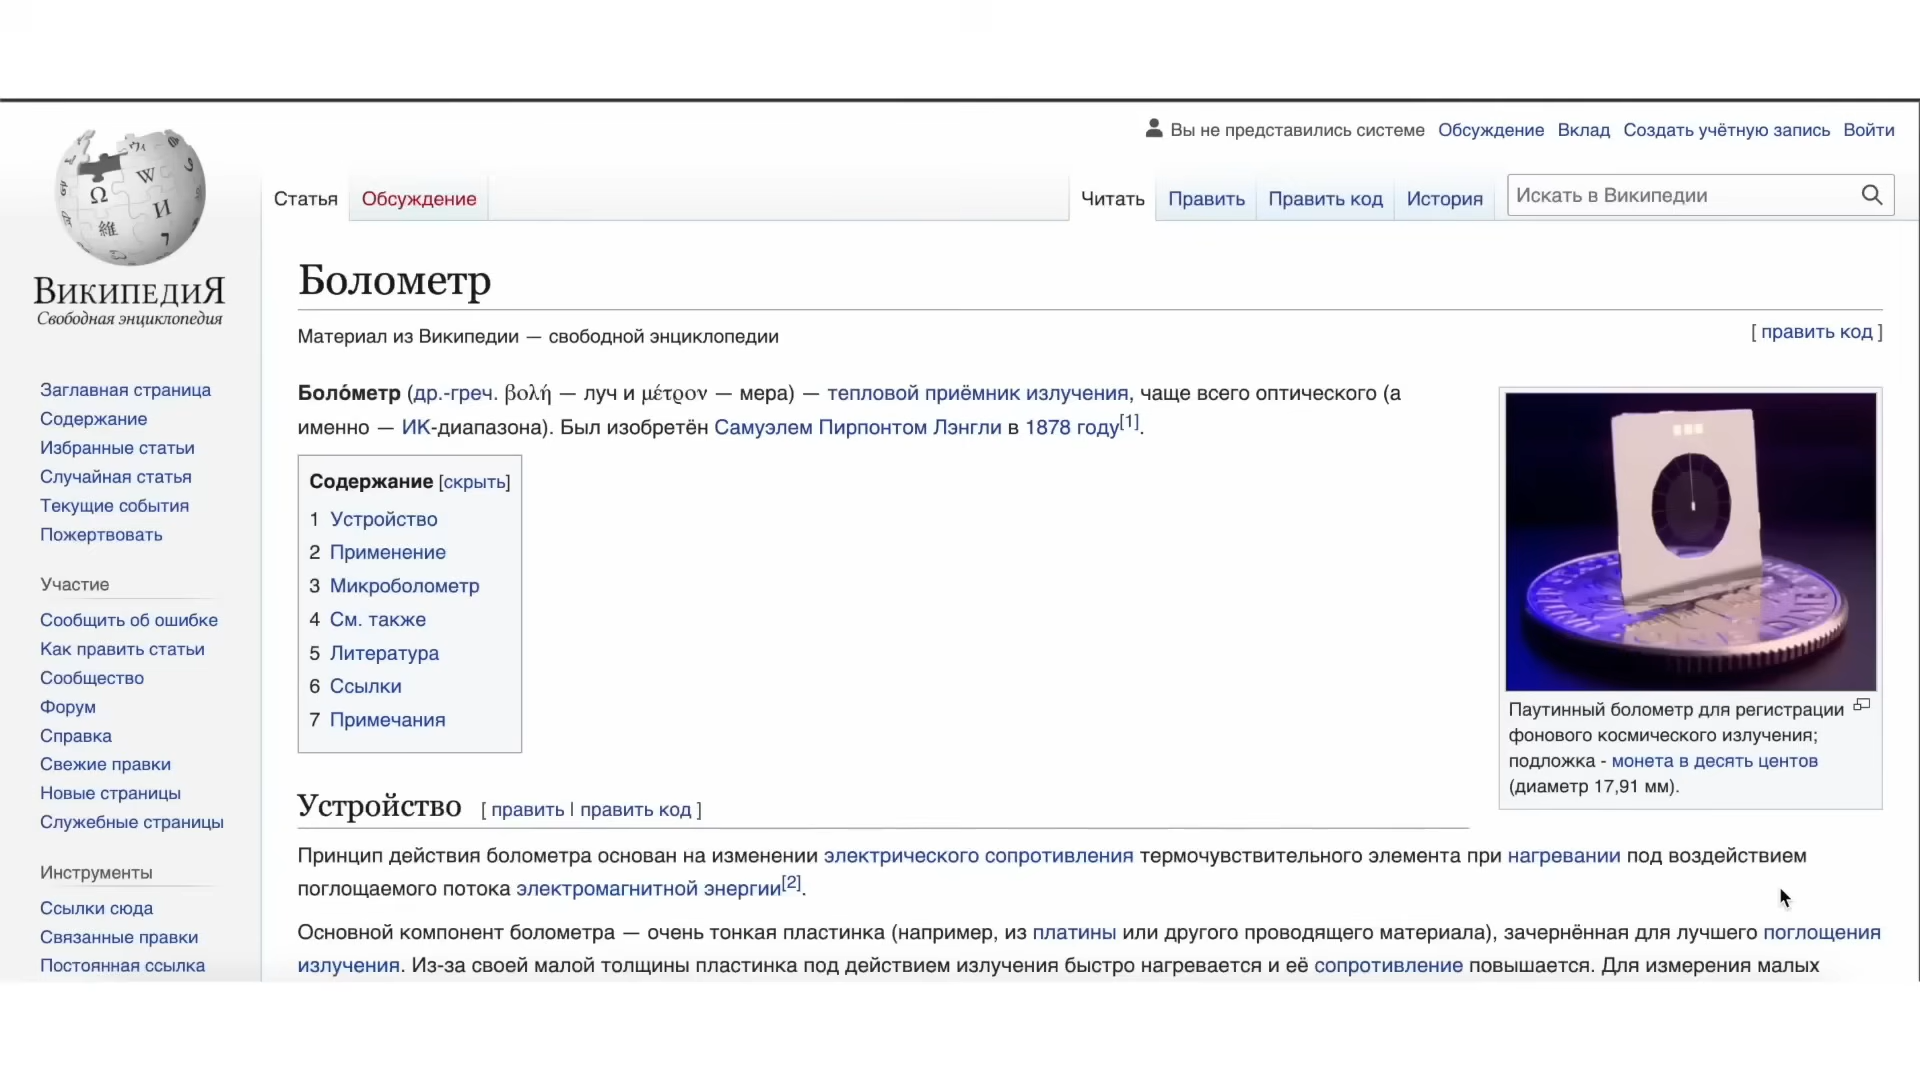 Вы не представились системе Обсуждение Вклад Создать учётную запись Войти
Статья Обсуждение Читать Править Править код История Искать в Википедии
ВИКИПЕДИЯ
Свободная энциклопедия
Заглавная страница
Содержание
Избранные статьи
Случайная статья
Текущие события
Пожертвовать
Участие
Сообщить об ошибке
Как править статьи
Сообщество
Форум
Справка
Свежие правки
Новые страницы
Служебные страницы
Инструменты
Ссылки сюда
Связанные правки
Постоянная ссылка
Болометр
Материал из Википедии — свободной энциклопедии
[ править код ]
Боло́метр (др.-греч. βολή — луч и μέτρον — мера) — тепловой приёмник излучения, чаще всего оптического (а
именно — ИК-диапазона). Был изобретён Самуэлем Пирпонтом Лэнгли в 1878 году[1].
Содержание [скрыть]
1 Устройство
2 Применение
3 Микроболометр
4 См. также
5 Литература
6 Ссылки
7 Примечания
Паутинный болометр для регистрации
фонового космического излучения;
подложка - монета в десять центов
(диаметр 17,91 мм).
Устройство [ править | править код ]
Принцип действия болометра основан на изменении электрического сопротивления термочувствительного элемента при нагревании под воздействием
поглощаемого потока электромагнитной энергии[2].
Основной компонент болометра — очень тонкая пластинка (например, из платины или другого проводящего материала), зачернённая для лучшего поглощения
излучения. Из-за своей малой толщины пластинка под действием излучения быстро нагревается и её сопротивление повышается. Для измерения малых